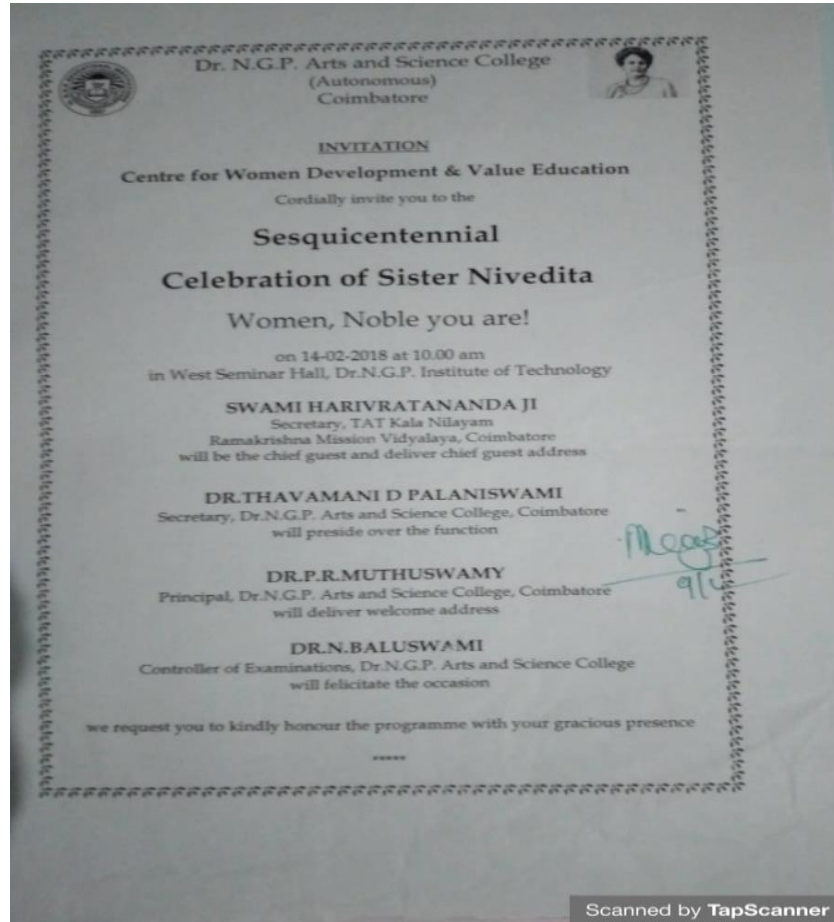 Dr. N.G.P. Arts and Science College
(Autonomous)
Coimbatore
INVITATION
Centre for Women Development & Value Education
Cordially invite you to the
Sesquicentennial
Celebration of Sister Nivedita
Women, Noble you are!
on 14-02-2018 at 10.00 am
in West Seminar Hall, Dr.N.G.P. Institute of Technology
SWAMI HARIVRATANANDA JI
Secretary, TAT Kala Nilayam
Ramakrishna Mission Vidyalaya, Coimbatore
will be the chief guest and deliver chief guest address
DR.THAVAMANI D PALANISWAMI
Secretary, Dr.N.G.P. Arts and Science College, Coimbatore
will preside over the function
DR.P.R.MUTHUSWAMY
Principal, Dr.N.G.P. Arts and Science College, Coimbatore
will deliver welcome address
DR.N.BALUSWAMI
Controller of Examinations, Dr.N.G.P. Arts and Science College
will felicitate the occasion
we request you to kindly honour the programme with your gracious presence
*****
Scanned by TapScanner